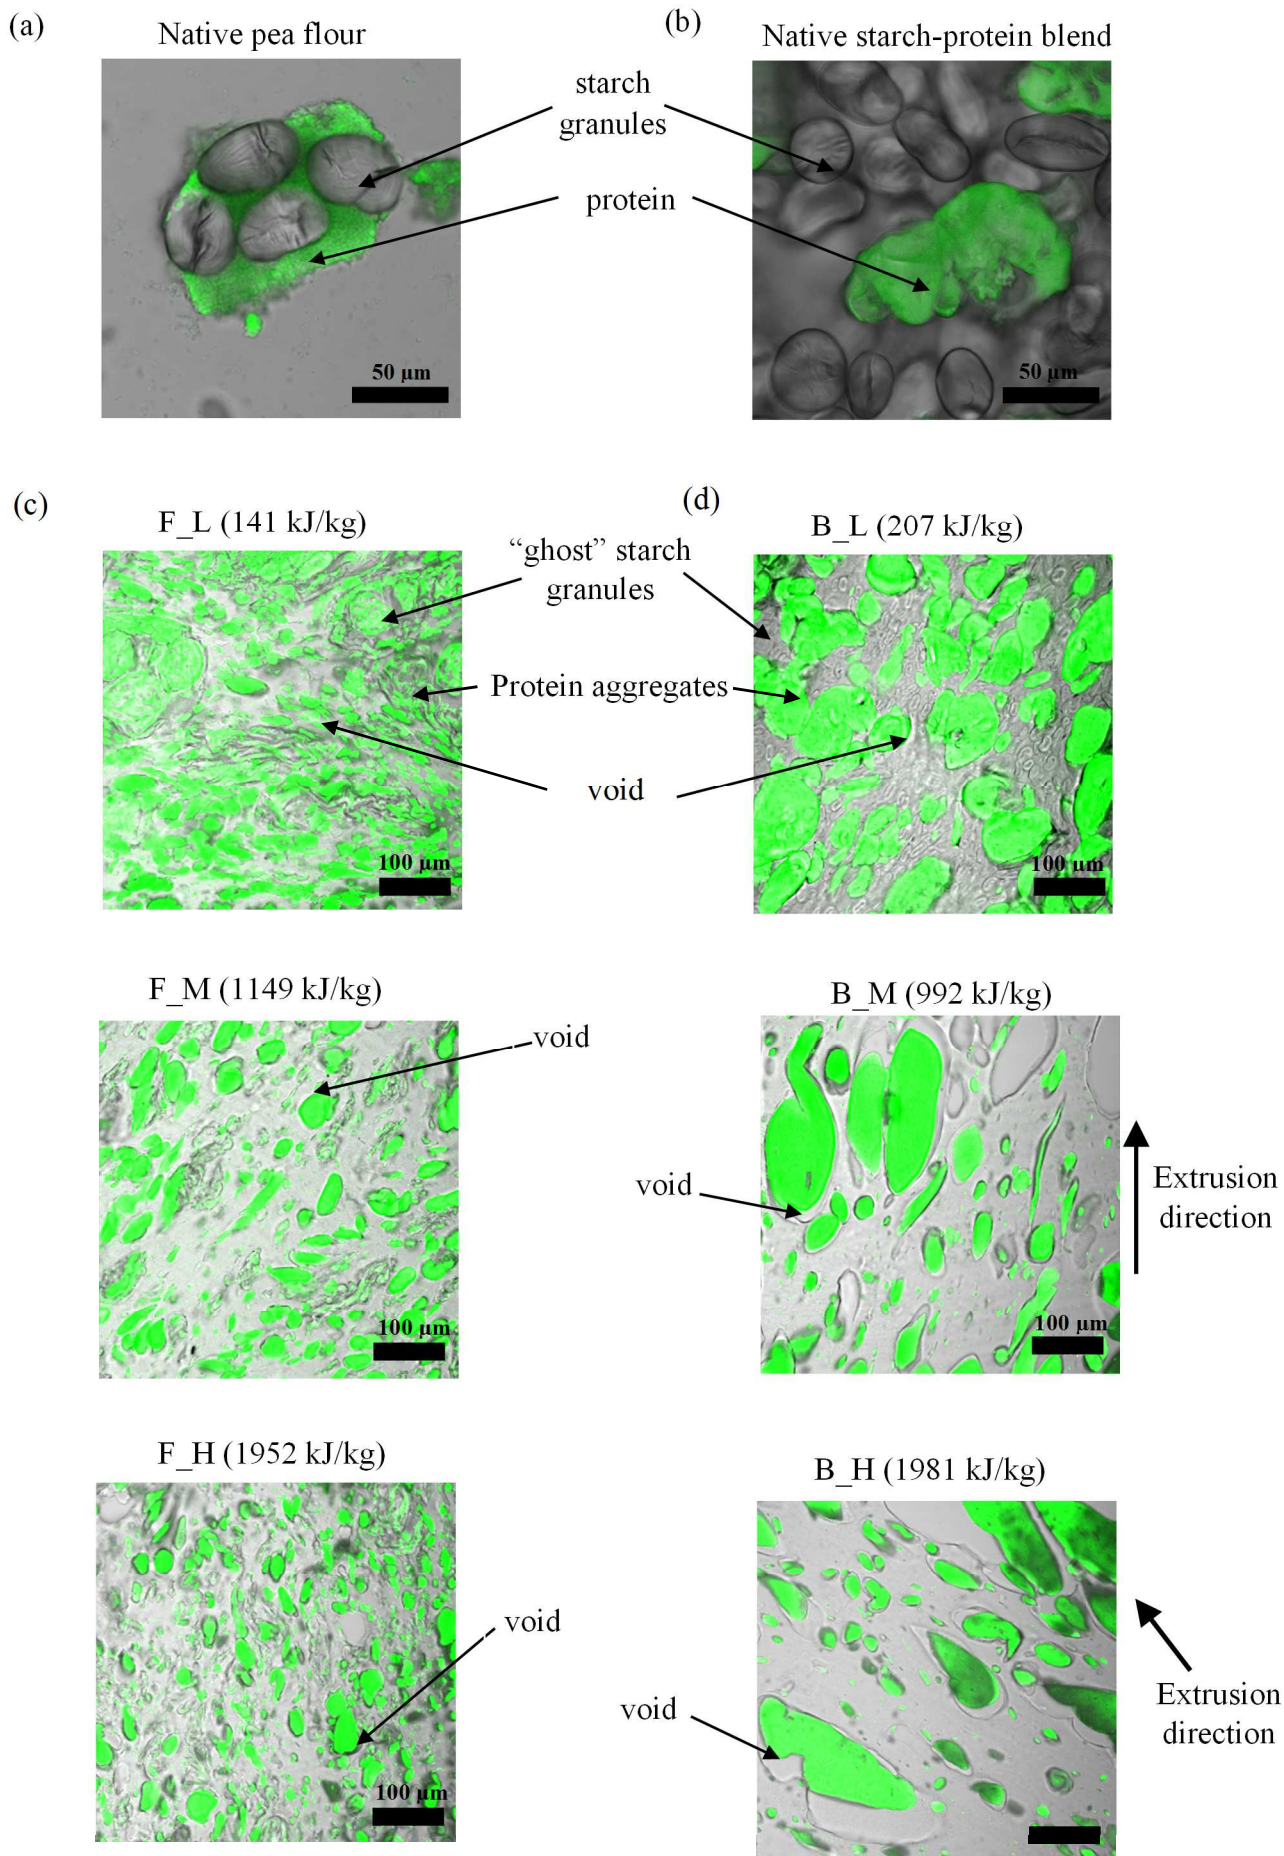 (a)
Native pea flour
(b)
Native starch-protein blend
starch
granules
protein
50 µm
50 µm
(c)
F_L (141 kJ/kg)
(d)
B_L (207 kJ/kg)
“ghost” starch
granules
Protein aggregates
void
100 µm
100 µm
F_M (1149 kJ/kg)
B_M (992 kJ/kg)
void
void
Extrusion
direction
100 µm
100 µm
F_H (1952 kJ/kg)
B_H (1981 kJ/kg)
void
void
Extrusion
direction
100 µm